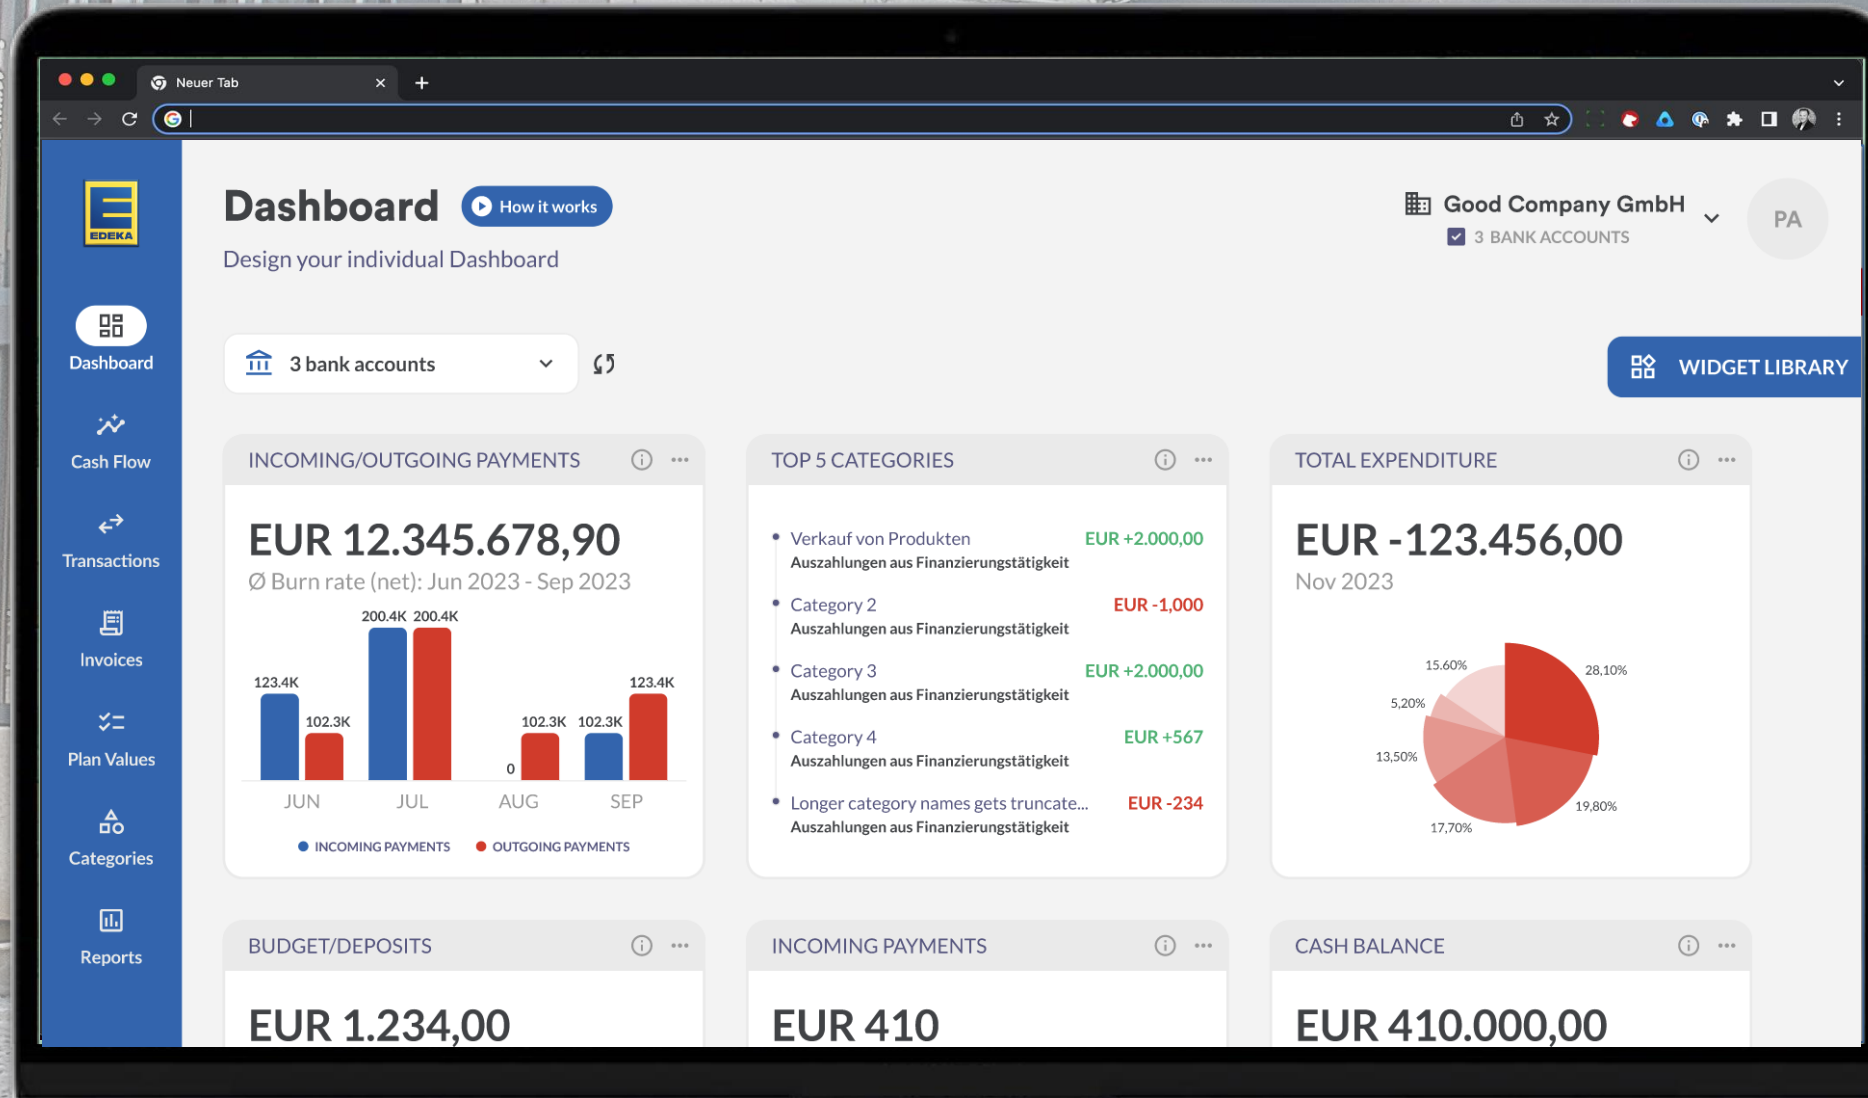 Neuer Tab
EDEKA
Dashboard
How it works
Design your individual Dashboard
Good Company GmbH
3 BANK ACCOUNTS
PA
3 bank accounts
WIDGET LIBRARY
Dashboard
Cash Flow
Transactions
Invoices
Plan Values
Categories
Reports
INCOMING/OUTGOING PAYMENTS
EUR 12.345.678,90
Ø Burn rate (net): Jun 2023 - Sep 2023
200.4K 200.4K
123.4K 123.4K
102.3K 102.3K 102.3K
0
JUN JUL AUG SEP
INCOMING PAYMENTS OUTGOING PAYMENTS
TOP 5 CATEGORIES
Verkauf von Produkten EUR +2.000,00
Auszahlungen aus Finanzierungstätigkeit
Category 2 EUR -1,000
Auszahlungen aus Finanzierungstätigkeit
Category 3 EUR +2.000,00
Auszahlungen aus Finanzierungstätigkeit
Category 4 EUR +567
Auszahlungen aus Finanzierungstätigkeit
Longer category names gets truncate... EUR -234
Auszahlungen aus Finanzierungstätigkeit
TOTAL EXPENDITURE
EUR -123.456,00
Nov 2023
15.60% 28,10%
5,20%
13,50%
19,80%
17,70%
BUDGET/DEPOSITS
EUR 1.234,00
INCOMING PAYMENTS
EUR 410
CASH BALANCE
EUR 410.000,00